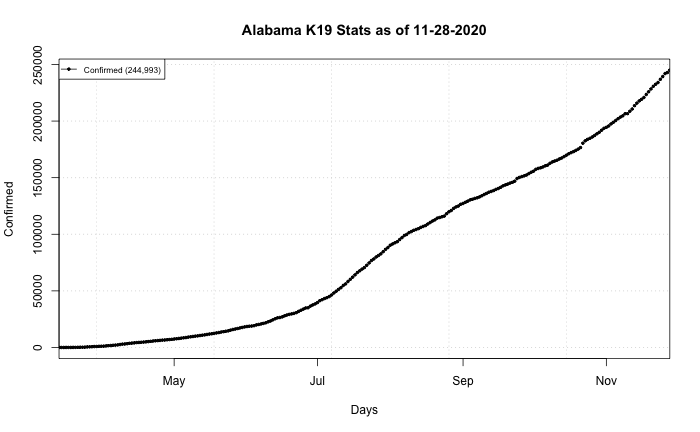 Alabama K19 Stats as of 11-28-2020
Confirmed (244,993)
250000
200000
150000
100000
50000
0
Confirmed
May Jul Sep Nov
Days